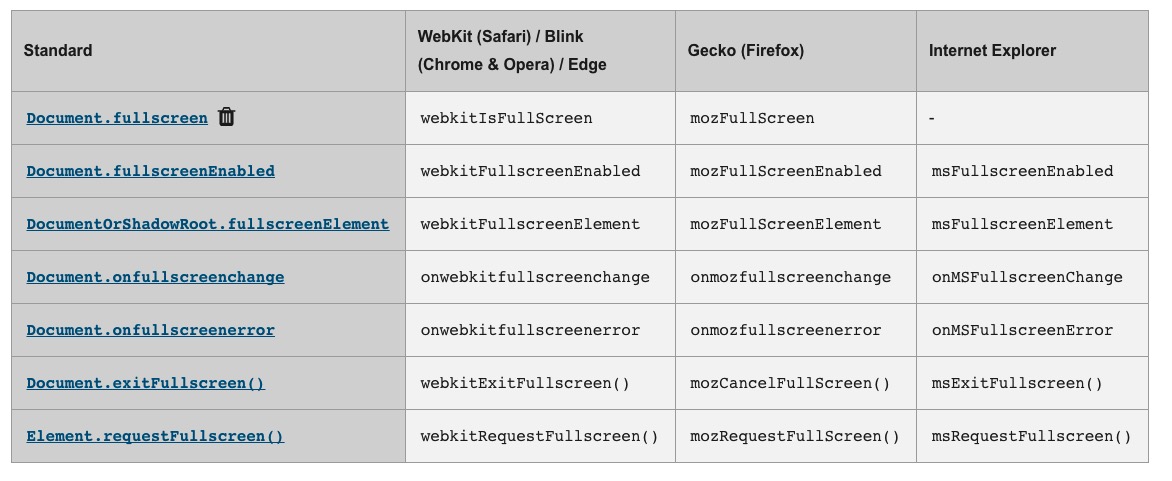 Standard
WebKit (Safari) / Blink
(Chrome & Opera) / Edge
Gecko (Firefox)
Internet Explorer
Document.fullscreen
webkitIsFullScreen
mozFullScreen
-
Document.fullscreenEnabled
webkitFullscreenEnabled
mozFullScreenEnabled
msFullscreenEnabled
DocumentOrShadowRoot.fullscreenElement
webkitFullscreenElement
mozFullScreenElement
msFullscreenElement
Document.onfullscreenchange
onwebkitfullscreenchange
onmozfullscreenchange
onMSFullscreenChange
Document.onfullscreenerror
onwebkitfullscreenerror
onmozfullscreenerror
onMSFullscreenError
Document.exitFullscreen()
webkitExitFullscreen()
mozCancelFullScreen()
msExitFullscreen()
Element.requestFullscreen()
webkitRequestFullscreen()
mozRequestFullScreen()
msRequestFullscreen()